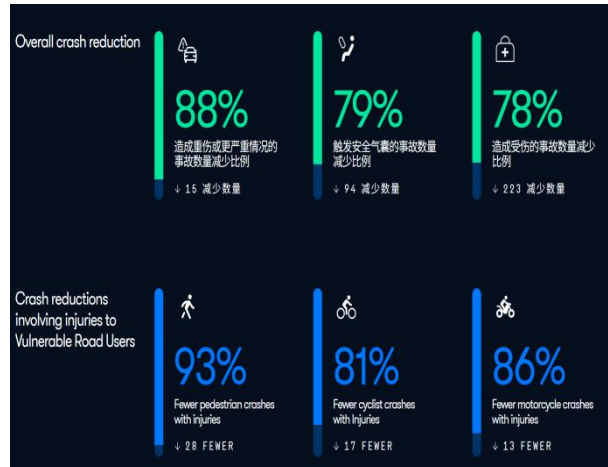 Overall crash reduction
88%
造成重伤或更严重情况的
事故数量减少比例
↓ 15 减少数量
79%
触发安全气囊的事故数量
减少比例
↓ 94 减少数量
78%
造成受伤的事故数量减少
比例
↓ 223 减少数量
Crash reductions
involving injuries to
Vulnerable Road Users
93%
Fewer pedestrian crashes
with injuries
↓ 28 FEWER
81%
Fewer cyclist crashes
with Injuries
↓ 17 FEWER
86%
Fewer motorcycle crashes
with injuries
↓ 13 FEWER